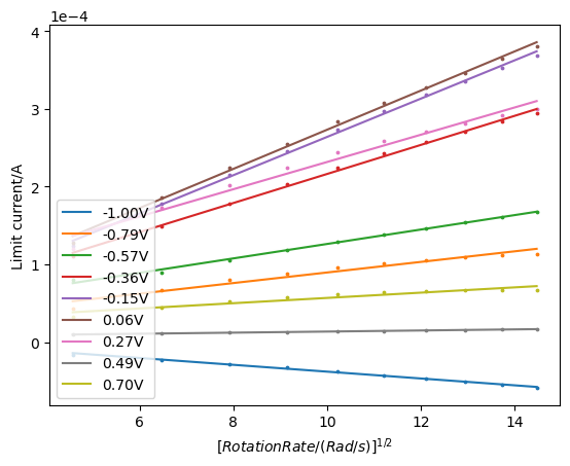 1e−4
4
3
2
1
0
Limit current/A
-1.00V
-0.79V
-0.57V
-0.36V
-0.15V
0.06V
0.27V
0.49V
0.70V
6 8 10 12 14
[RotationRate/(Rad/s)]^{1/2}